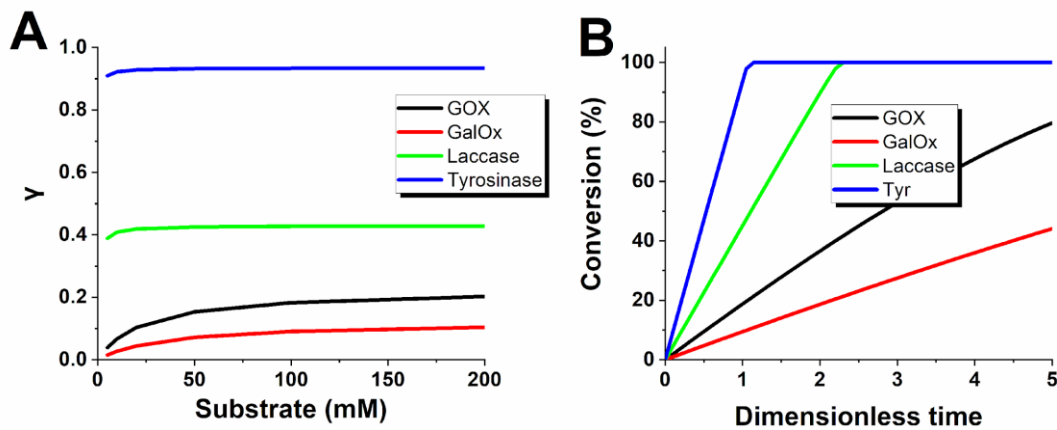 A
1.0
0.8
0.6
0.4
0.2
0.0
γ
0 50 100 150 200
Substrate (mM)
GOX
GalOx
Laccase
Tyrosinase
B
100
80
60
40
20
0
Conversion (%)
0 1 2 3 4 5
Dimensionless time
GOX
GalOx
Laccase
Tyr